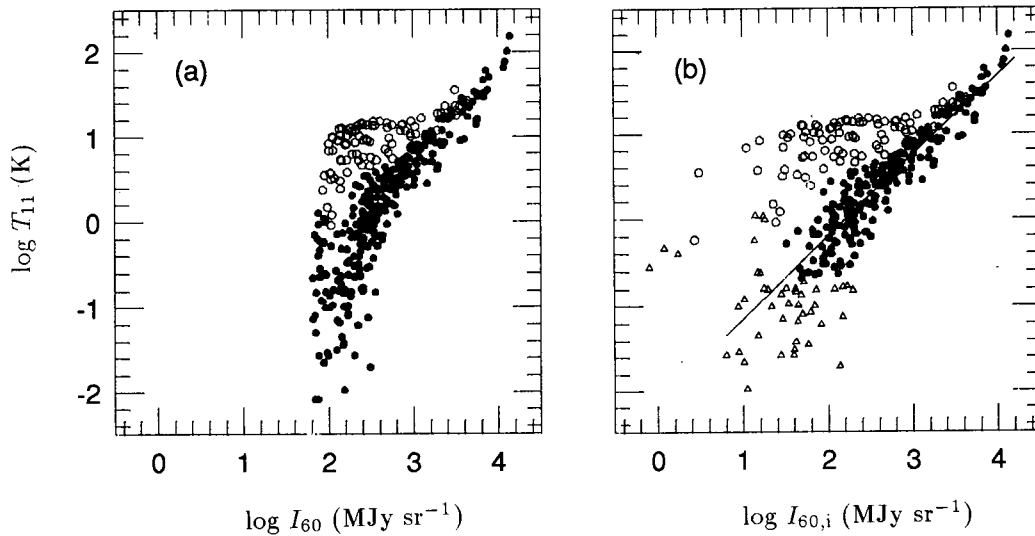 (a)
(b)
log T₁₁ (K)
2
1
0
-1
-2
0 1 2 3 4
0 1 2 3 4
log I₆₀ (MJy sr⁻¹)
log I₆₀,ᵢ (MJy sr⁻¹)